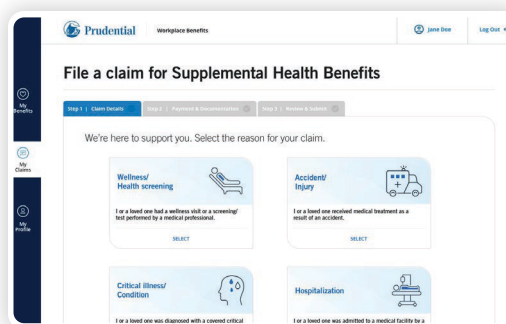 Prudential
Workplace Benefits
Jane Doe
Log Out
File a claim for Supplemental Health Benefits
My
Benefits
My
Claims
My
Profile
Step 1 | Claim Details
Step 2 | Payment & Documentation
Step 3 | Review & Submit
We're here to support you. Select the reason for your claim.
Wellness/
Health screening
I or a loved one had a wellness visit or a screening/
test performed by a medical professional.
SELECT
Accident/
Injury
I or a loved one received medical treatment as a
result of an accident.
SELECT
Critical illness/
Condition
I or a loved one was diagnosed with a covered critical
Hospitalization
I or a loved one was admitted to a medical facility by a